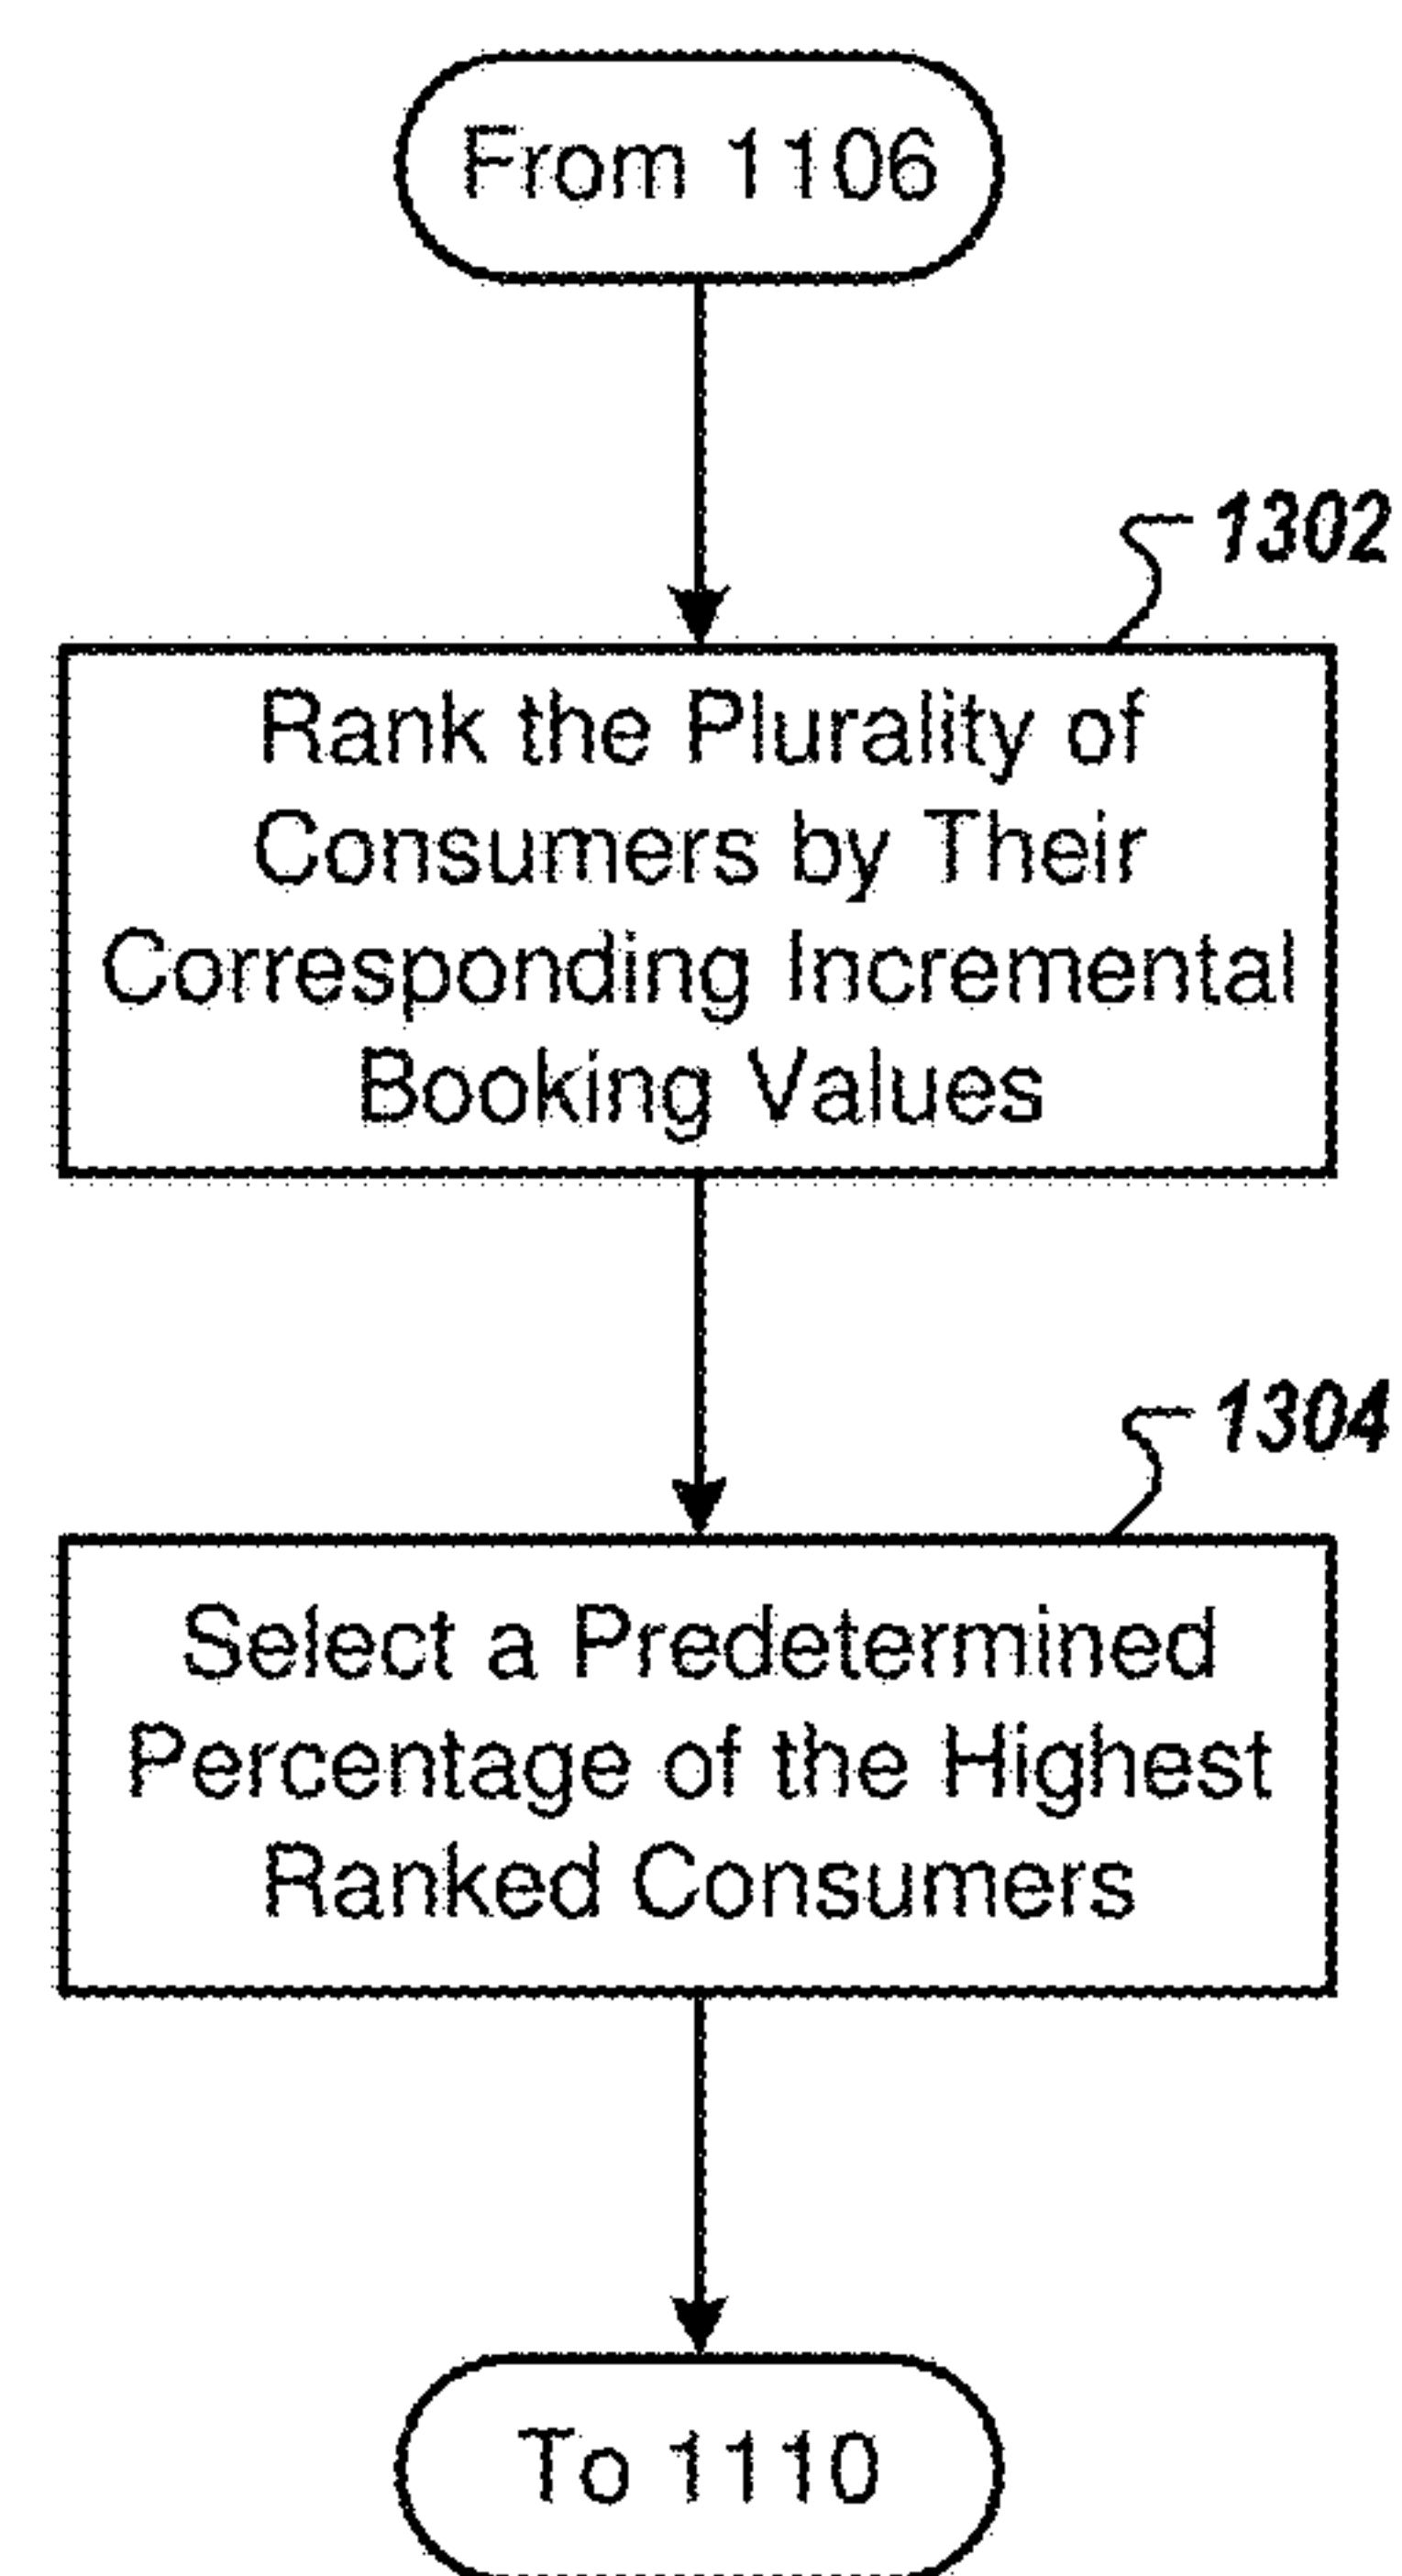 From 1106
1302
Rank the Plurality of
Consumers by Their
Corresponding Incremental
Booking Values
1304
Select a Predetermined
Percentage of the Highest
Ranked Consumers
To 1110